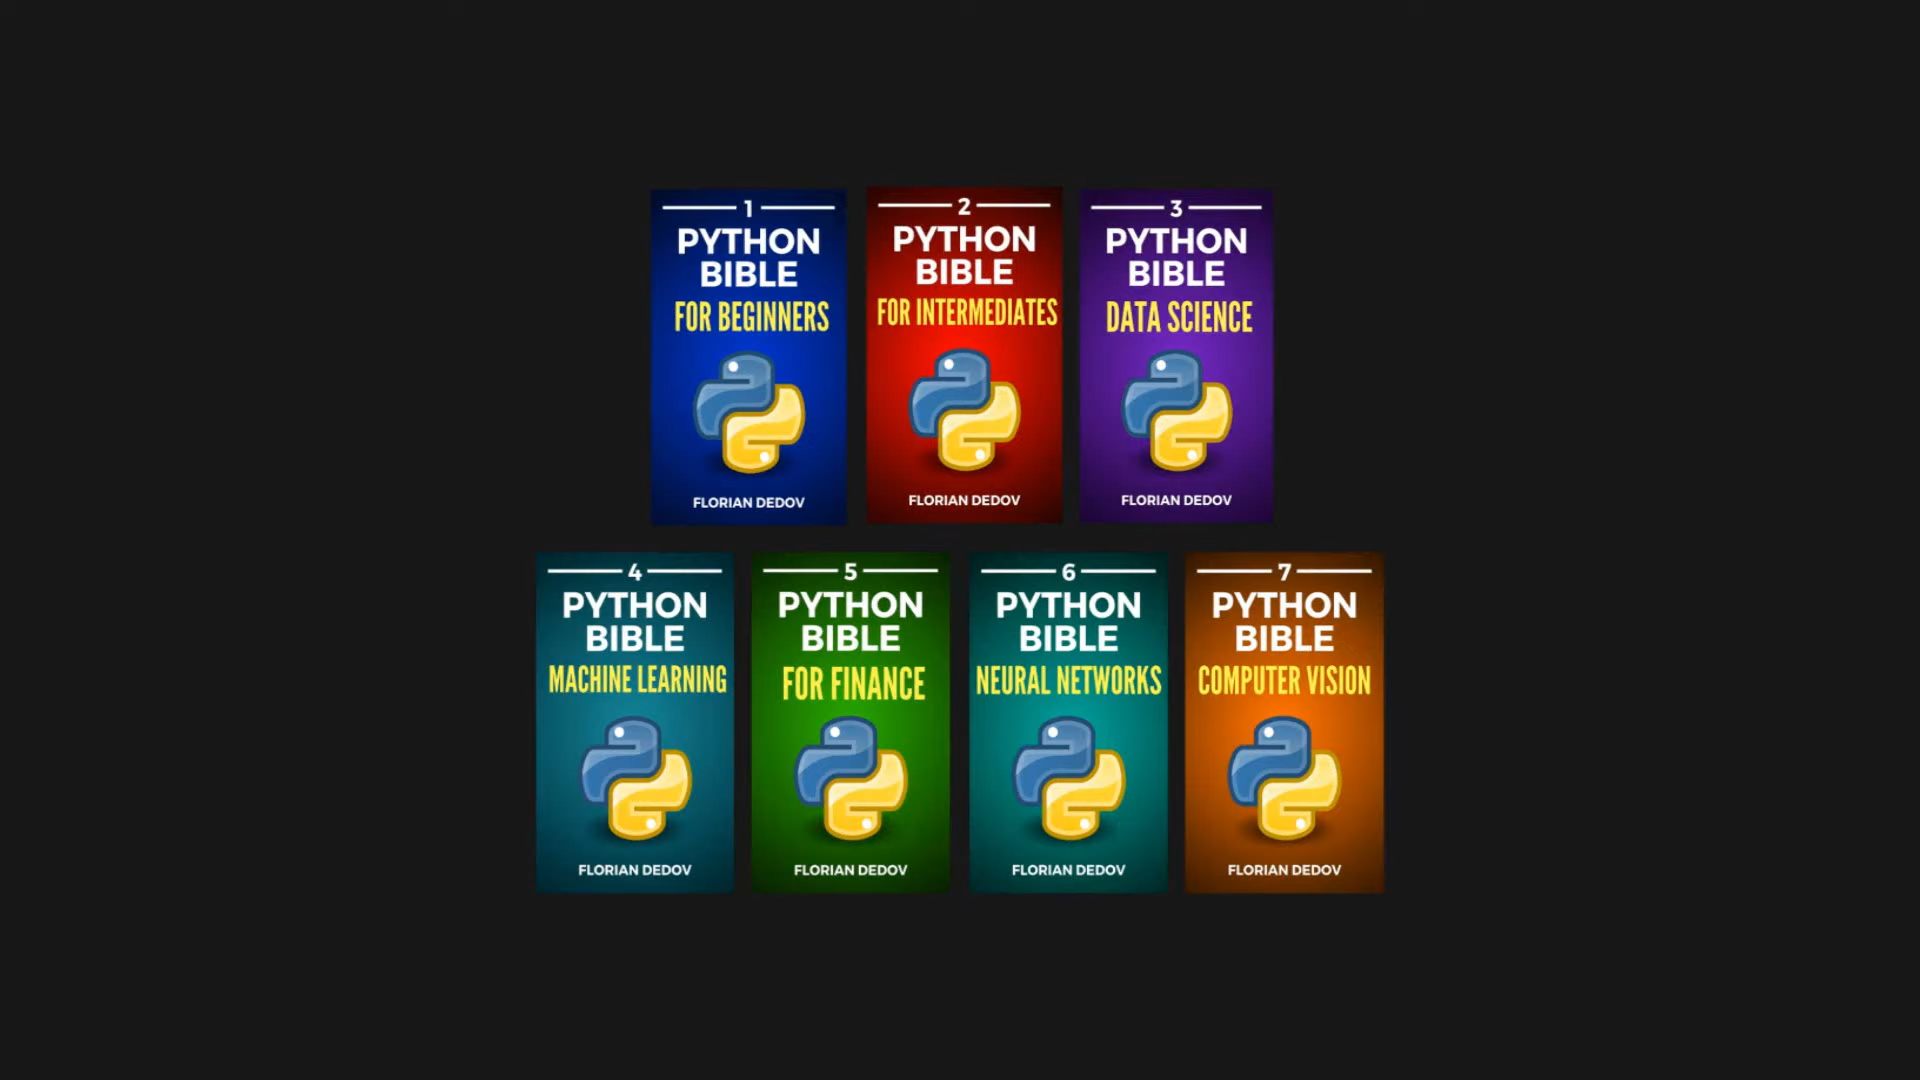 1
PYTHON
BIBLE
FOR BEGINNERS
FLORIAN DEDOV
2
PYTHON
BIBLE
FOR INTERMEDIATES
FLORIAN DEDOV
3
PYTHON
BIBLE
DATA SCIENCE
FLORIAN DEDOV
4
PYTHON
BIBLE
MACHINE LEARNING
FLORIAN DEDOV
5
PYTHON
BIBLE
FOR FINANCE
FLORIAN DEDOV
6
PYTHON
BIBLE
NEURAL NETWORKS
FLORIAN DEDOV
7
PYTHON
BIBLE
COMPUTER VISION
FLORIAN DEDOV